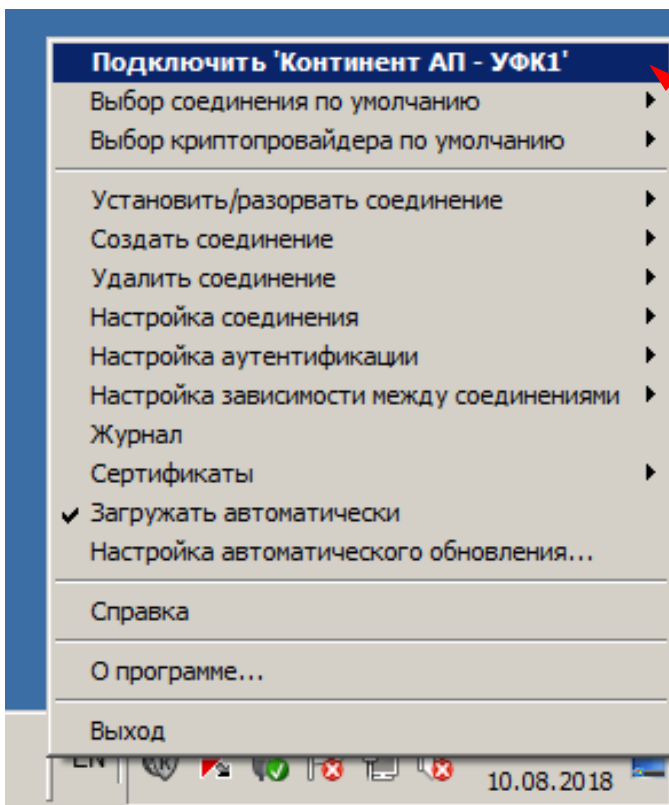 Подключить 'Континент АП - УФК1'
Выбор соединения по умолчанию
Выбор криптопровайдера по умолчанию
Установить/разорвать соединение
Создать соединение
Удалить соединение
Настройка соединения
Настройка аутентификации
Настройка зависимости между соединениями
Журнал
Сертификаты
Загружать автоматически
Настройка автоматического обновления...
Справка
О программе...
Выход
EN
10.08.2018